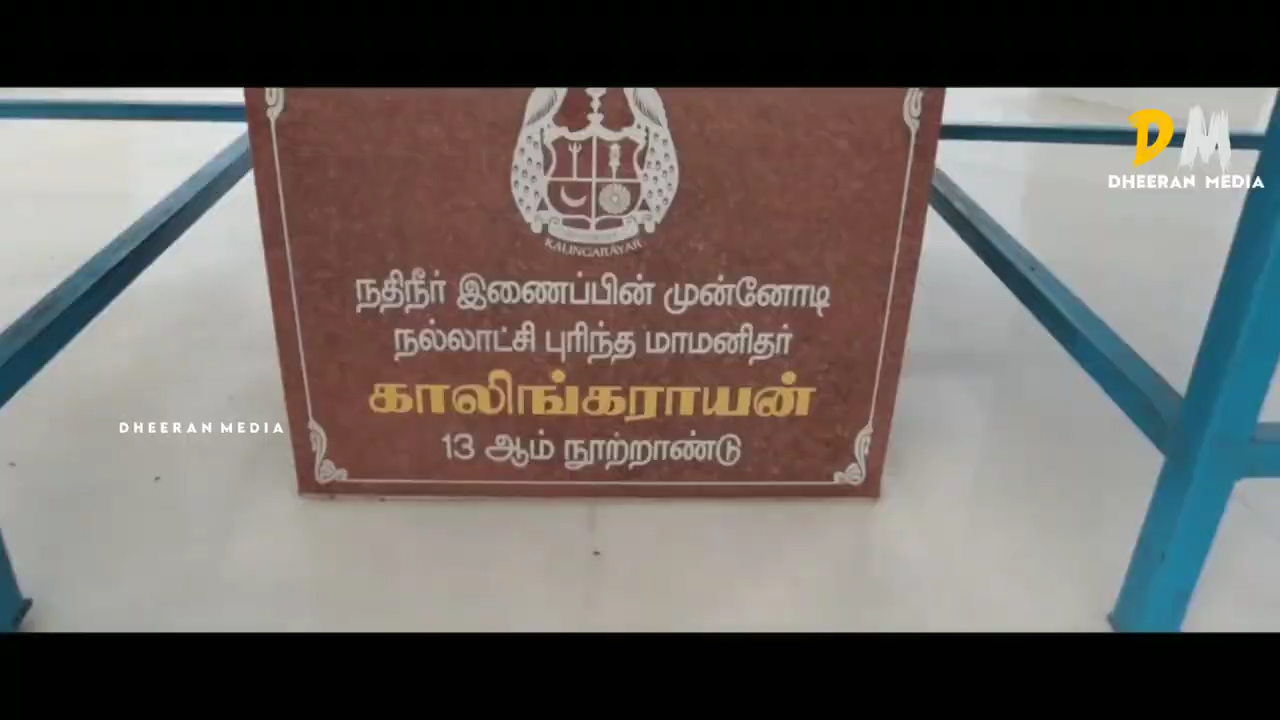 DM
DHEERAN MEDIA
KALINGARAYAR
நதிநீர் இணைப்பின் முன்னோடி
நல்லாட்சி புரிந்த மாமனிதர்
காலிங்கராயன்
13 ஆம் நூற்றாண்டு
DHEERAN MEDIA